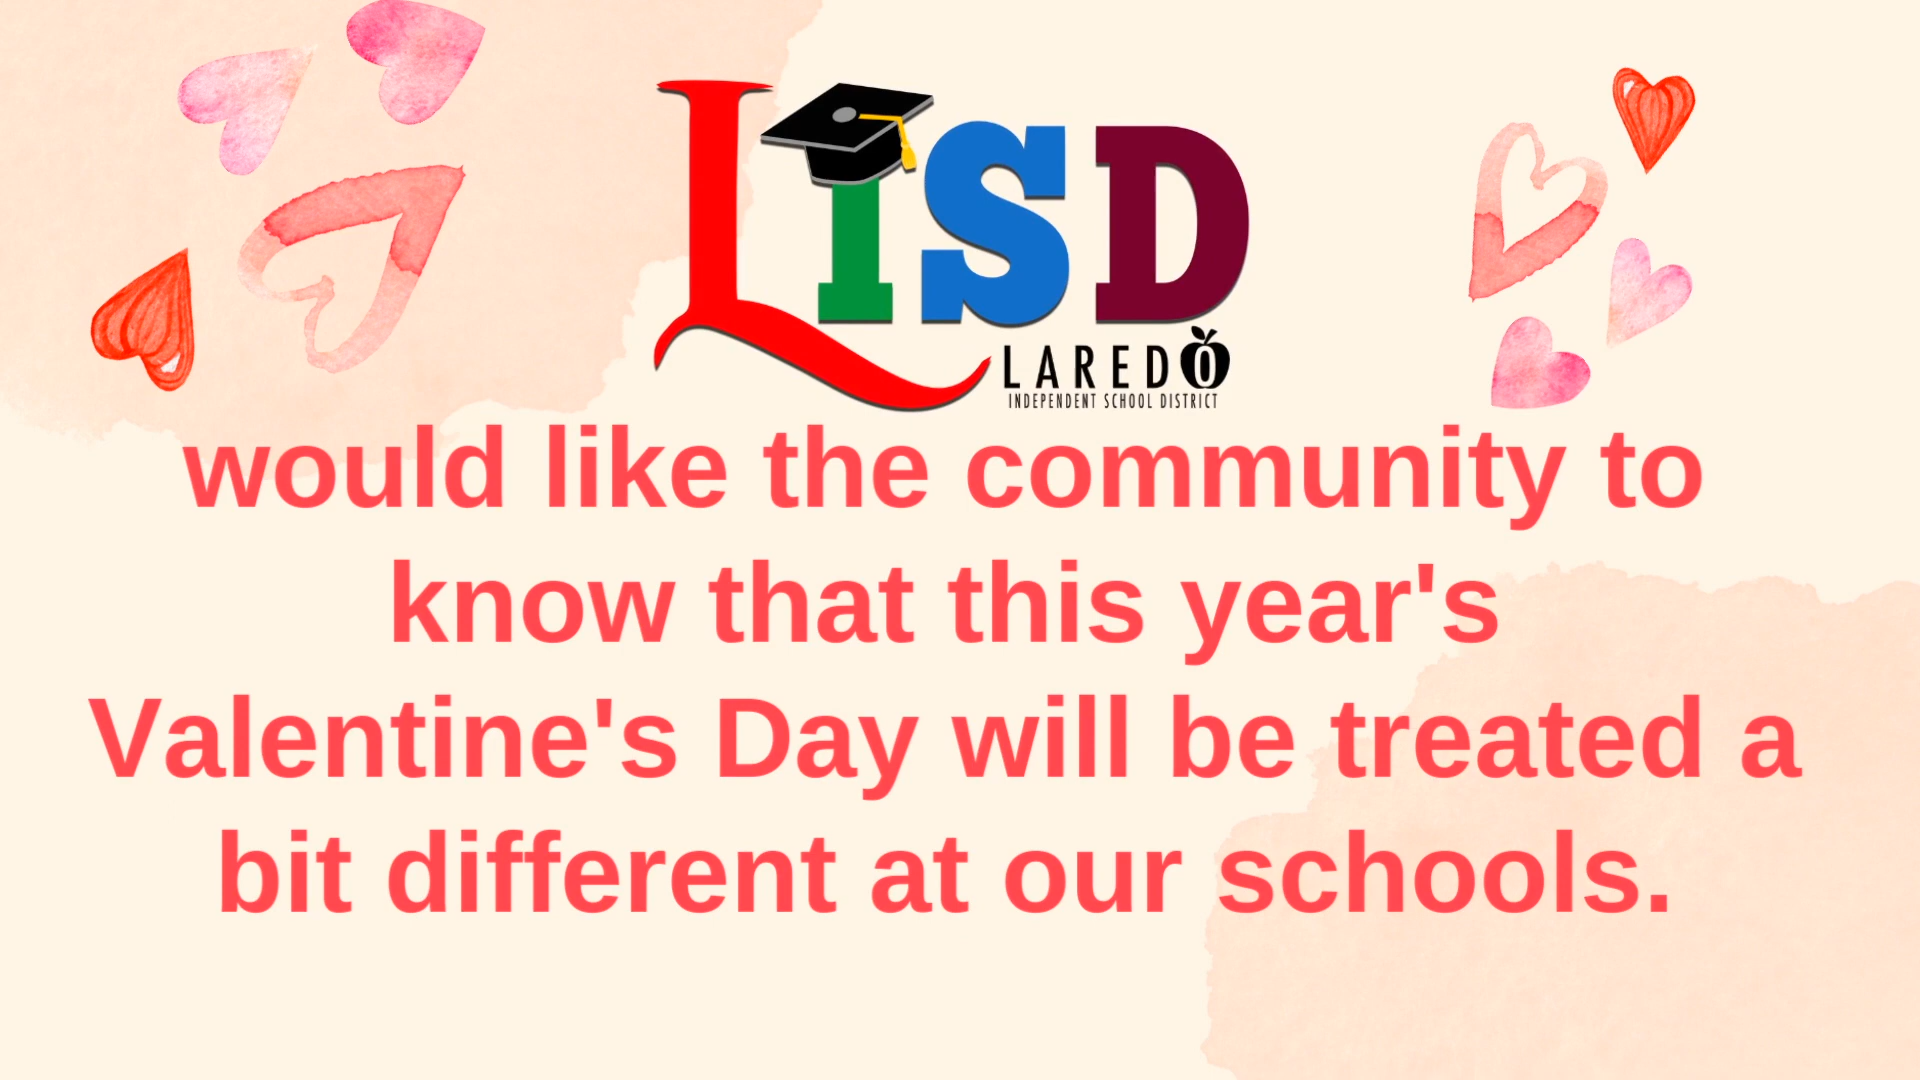 LiSD
LAREDO
INDEPENDENT SCHOOL DISTRICT
would like the community to
know that this year's
Valentine's Day will be treated a
bit different at our schools.